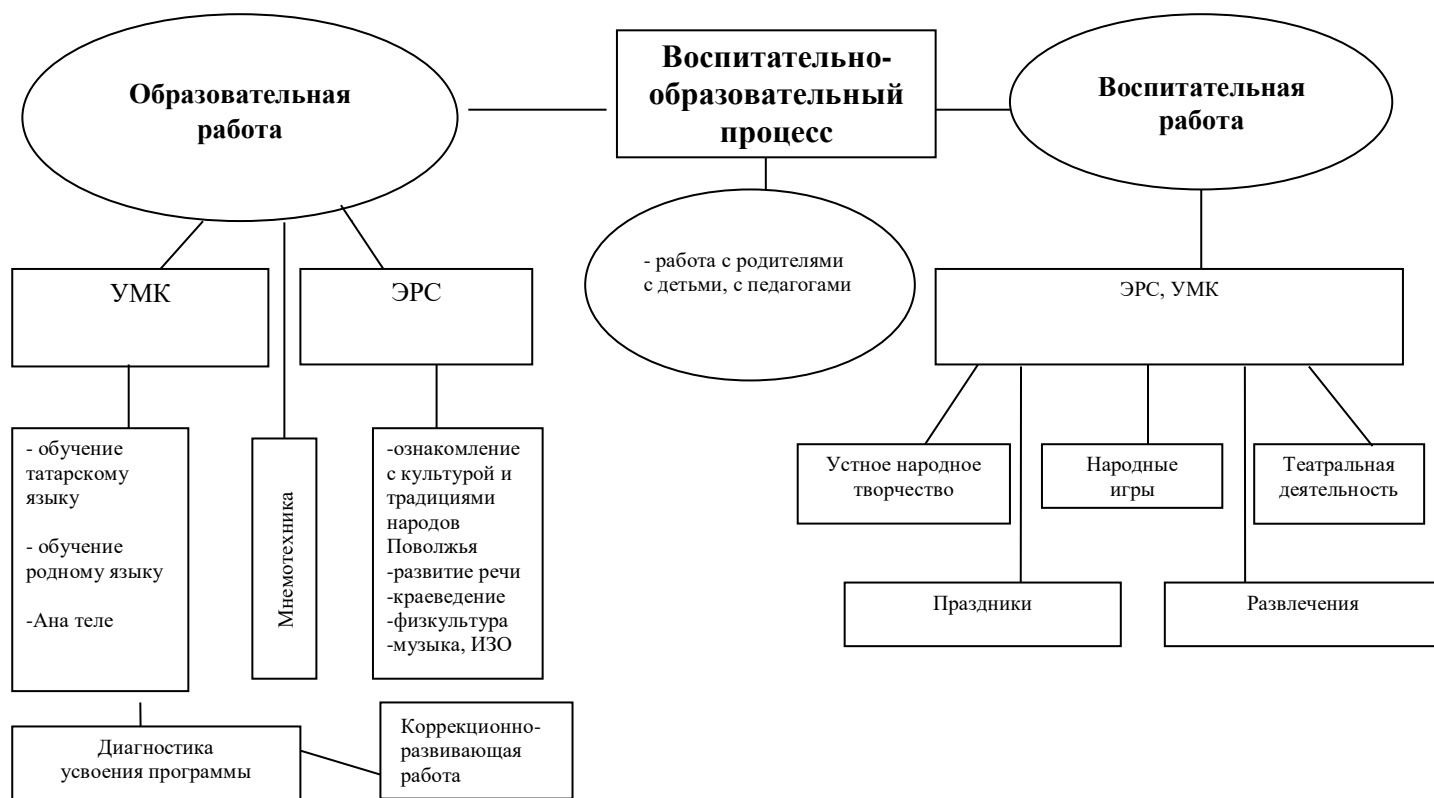 Образовательная
работа
Воспитательно-
образовательный
процесс
Воспитательная
работа
- работа с родителями
с детьми, с педагогами
УМК
ЭРС
ЭРС, УМК
- обучение
татарскому
языку
- обучение
родному языку
-Ана теле
Мнемотехника
-ознакомление
с культурой и
традициями
народов
Поволжья
-развитие речи
-краеведение
-физкультура
-музыка, ИЗО
Устное народное
творчество
Народные
игры
Театральная
деятельность
Праздники
Развлечения
Диагностика
усвоения программы
Коррекционно-
развивающая
работа